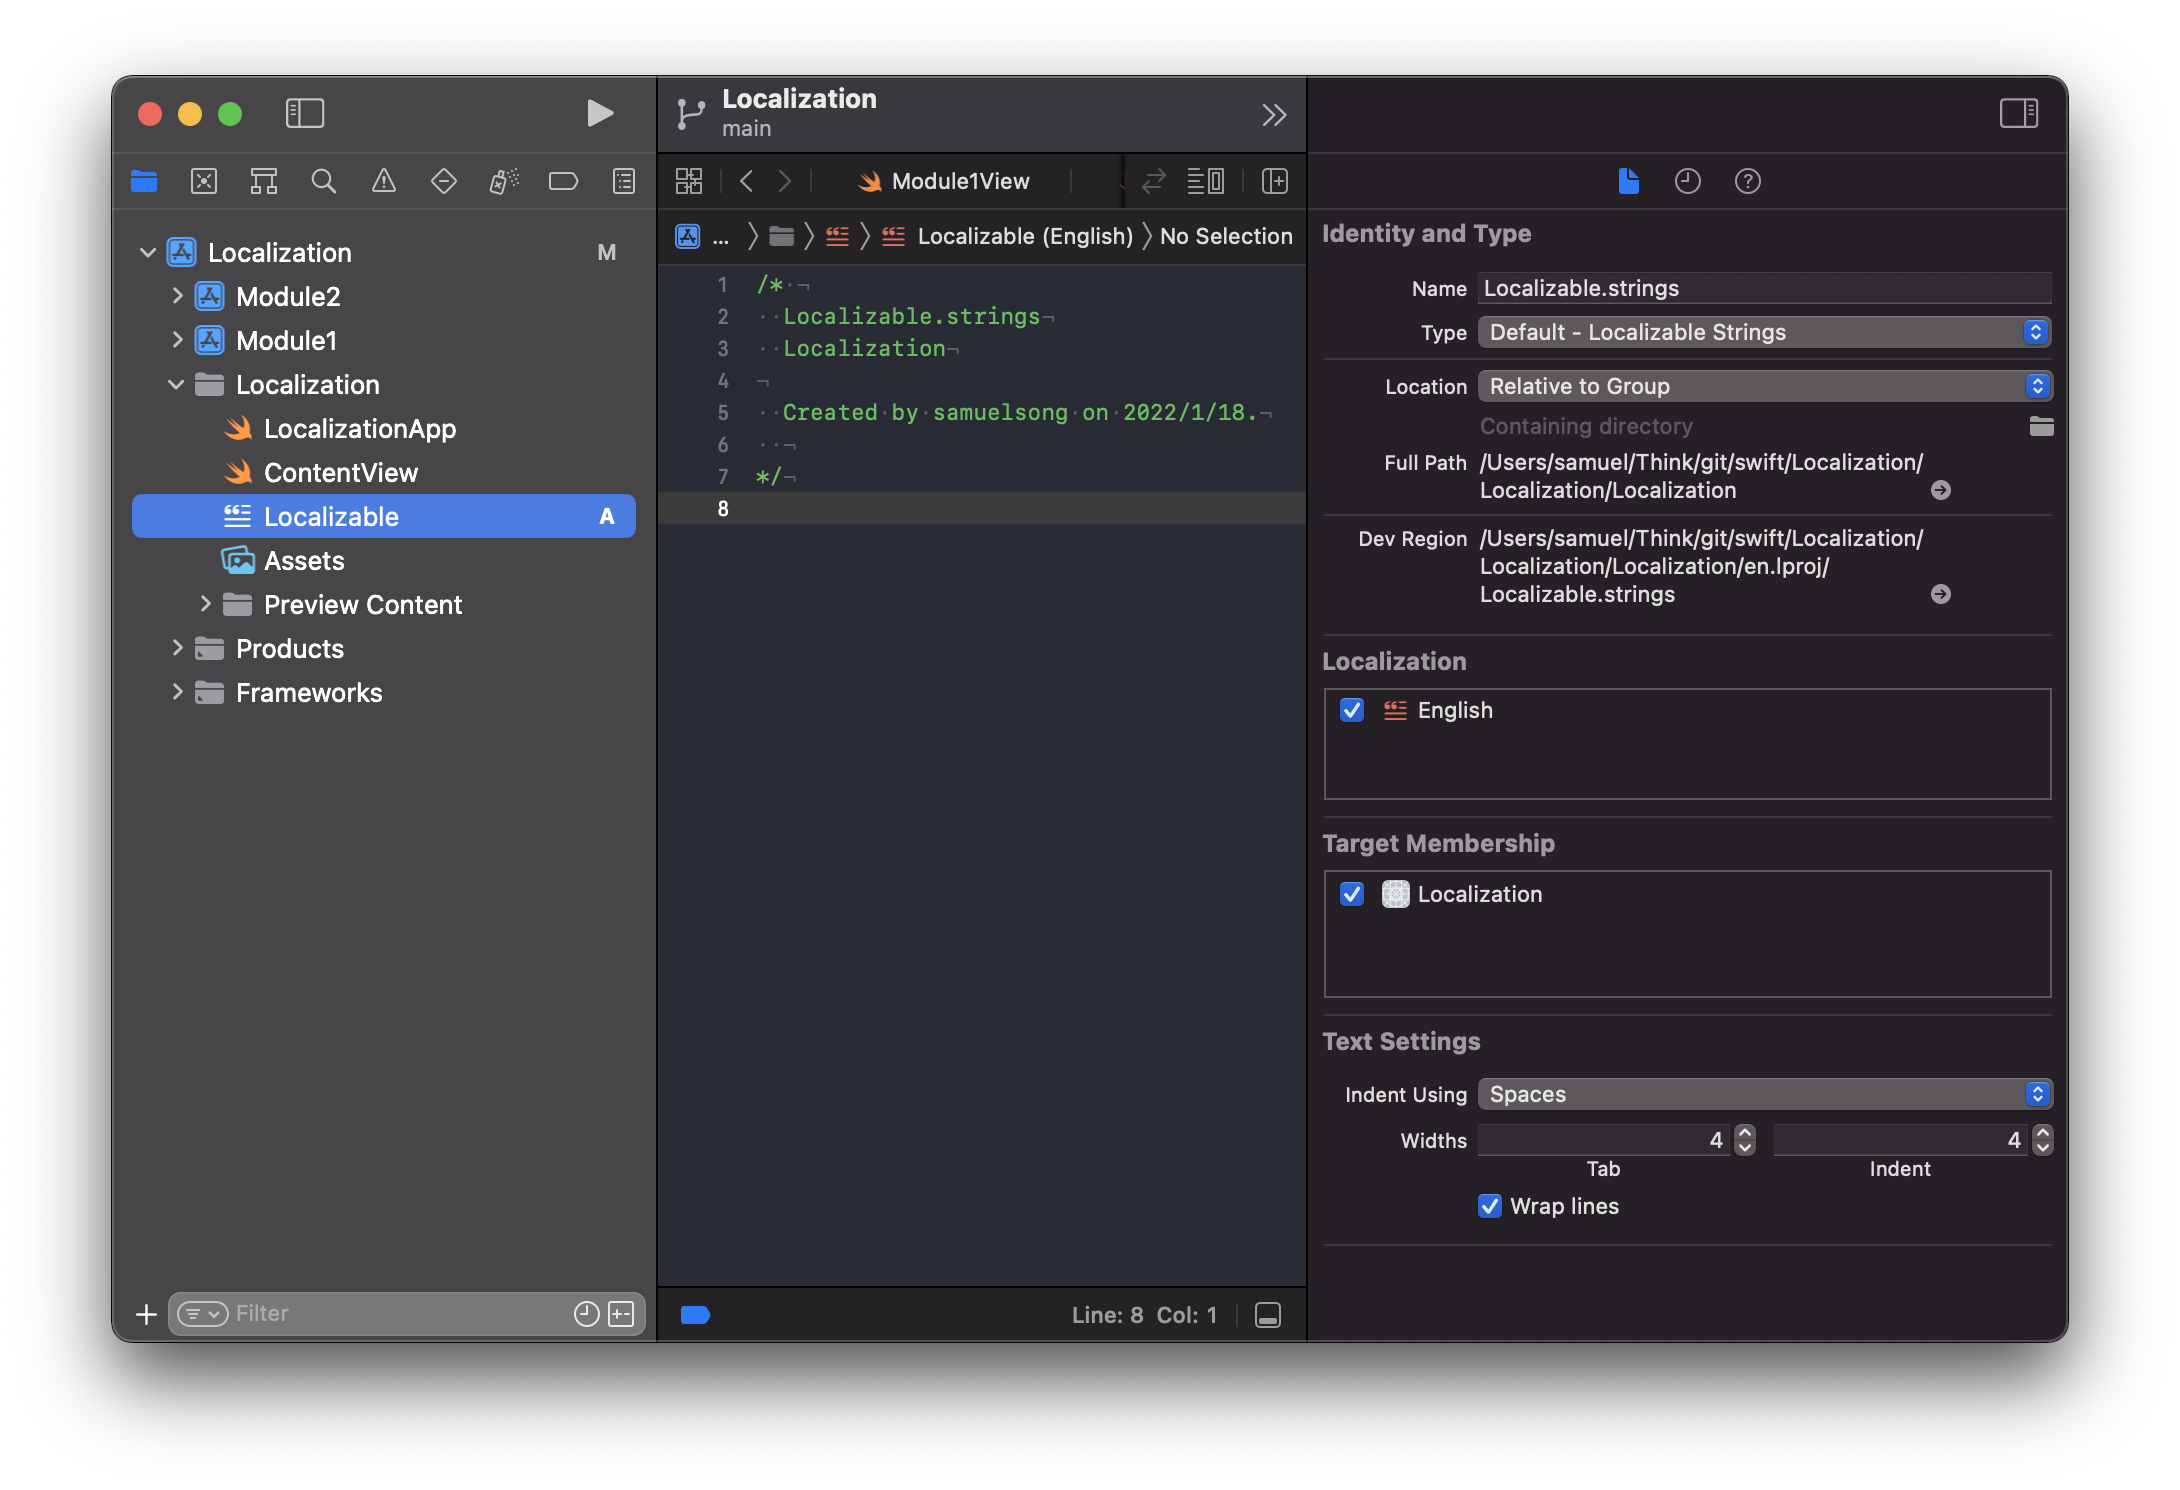 Localization
main
Module1View
... Localizable (English) No Selection
Localization M
Module2
Module1
Localization
LocalizationApp
ContentView
Localizable A
Assets
Preview Content
Products
Frameworks
Filter
1 /*
2 Localizable.strings
3 Localization
4
5 Created by samuelsong on 2022/1/18.
6
7 */
8
Line: 8 Col: 1
Identity and Type
Name Localizable.strings
Type Default - Localizable Strings
Location Relative to Group
Containing directory
Full Path /Users/samuel/Think/git/swift/Localization/
Localization/Localization
Dev Region /Users/samuel/Think/git/swift/Localization/
Localization/Localization/en.lproj/
Localizable.strings
Localization
English
Target Membership
Localization
Text Settings
Indent Using Spaces
Widths 4 4
Tab Indent
Wrap lines